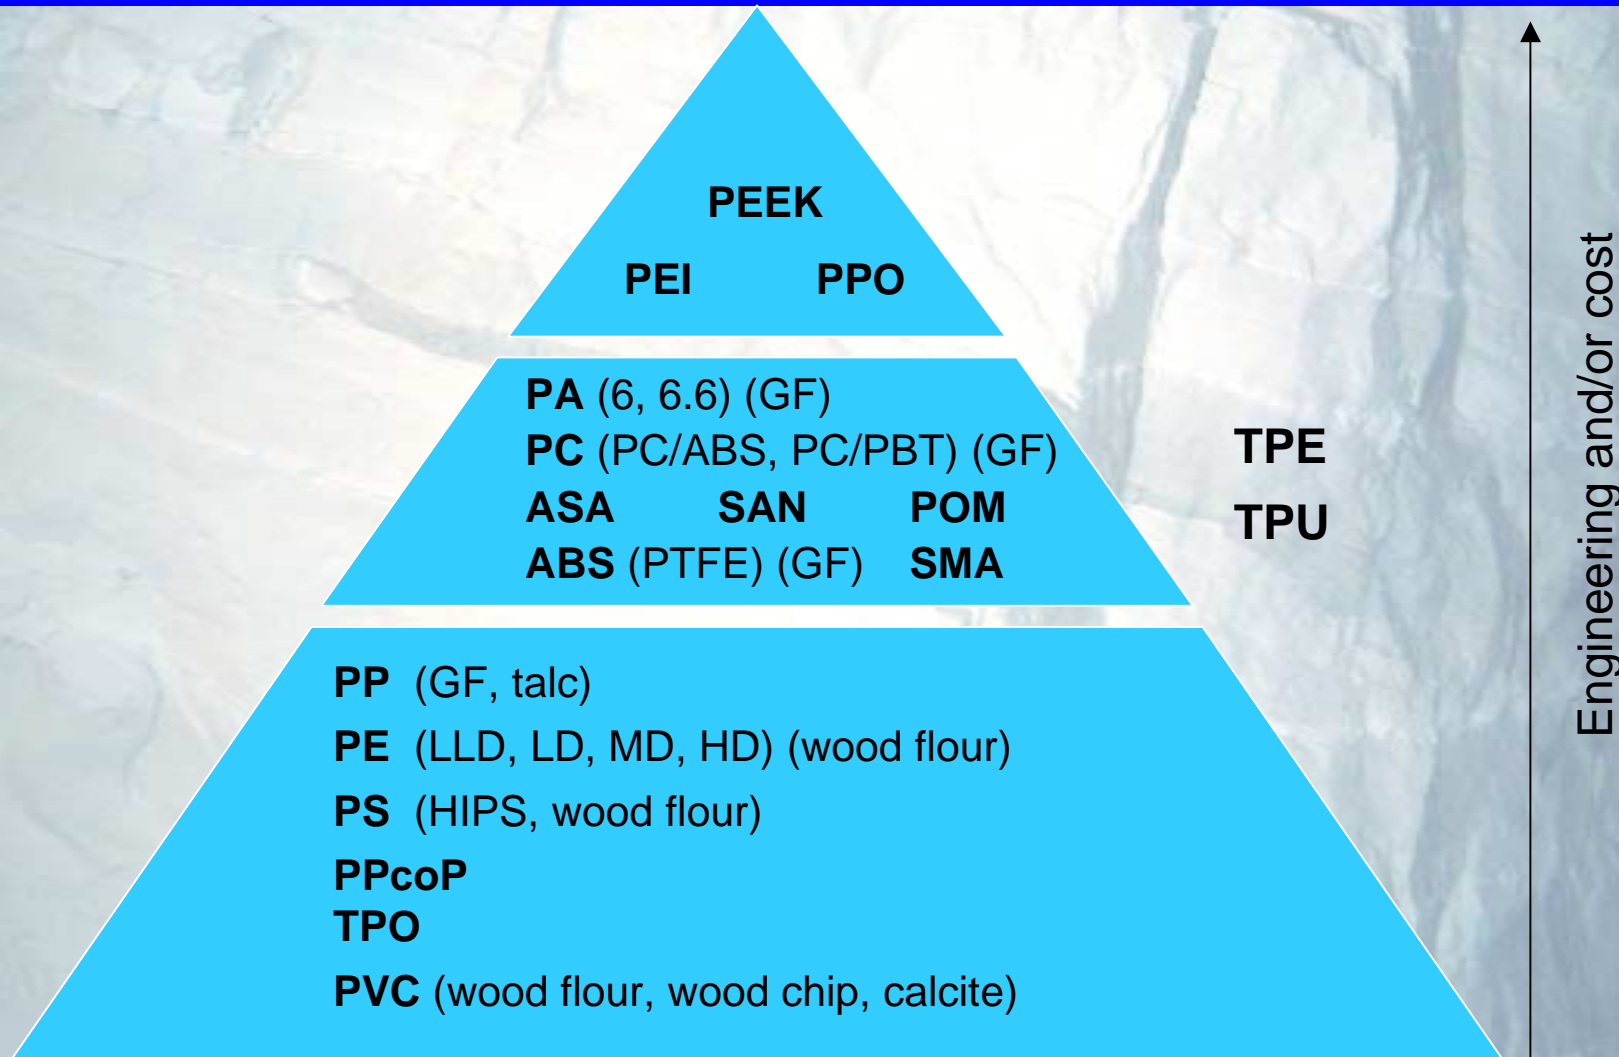 PEEK
PEI PPO
PA (6, 6.6) (GF)
PC (PC/ABS, PC/PBT) (GF)
ASA SAN POM
ABS (PTFE) (GF) SMA
TPE
TPU
PP (GF, talc)
PE (LLD, LD, MD, HD) (wood flour)
PS (HIPS, wood flour)
PPcoP
TPO
PVC (wood flour, wood chip, calcite)
Engineering and/or cost